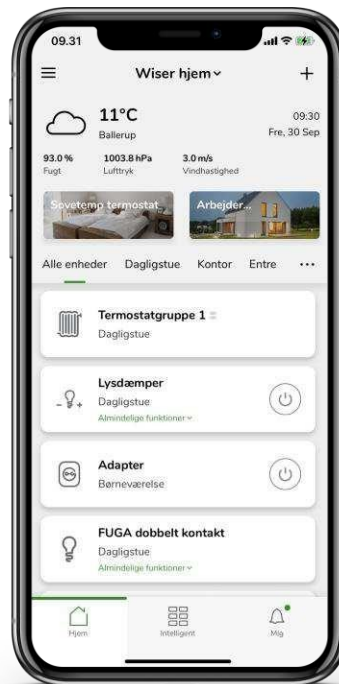 09.31
Wiser hjem
11°C
Ballerup
09:30
Fre, 30 Sep
93.0 % 1003.8 hPa 3.0 m/s
Fugt Lufttryk Vindhastighed
Sovetemp termostat Arbejder...
Alle enheder Dagligstue Kontor Entre
Termostatgruppe 1
Dagligstue
Lysdæmper
Dagligstue
Almindelige funktioner
Adapter
Børneværelse
FUGA dobbelt kontakt
Dagligstue
Almindelige funktioner
Hjem Intelligent Mig